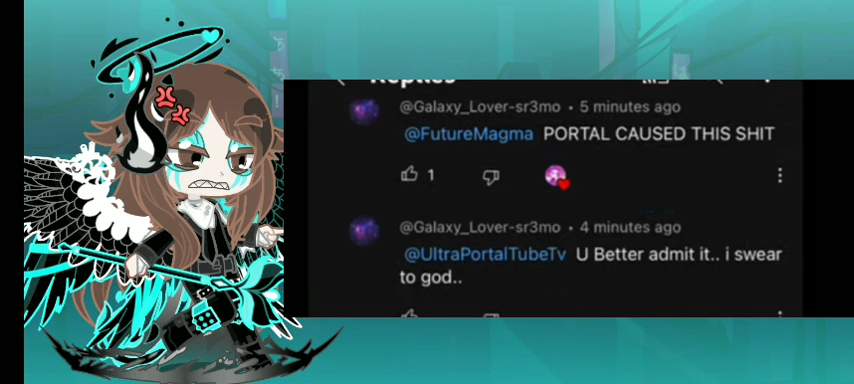 Replies
@Galaxy_Lover-sr3mo • 5 minutes ago
@FutureMagma PORTAL CAUSED THIS SHIT
1
@Galaxy_Lover-sr3mo • 4 minutes ago
@UltraPortalTubeTv U Better admit it.. i swear
to god..